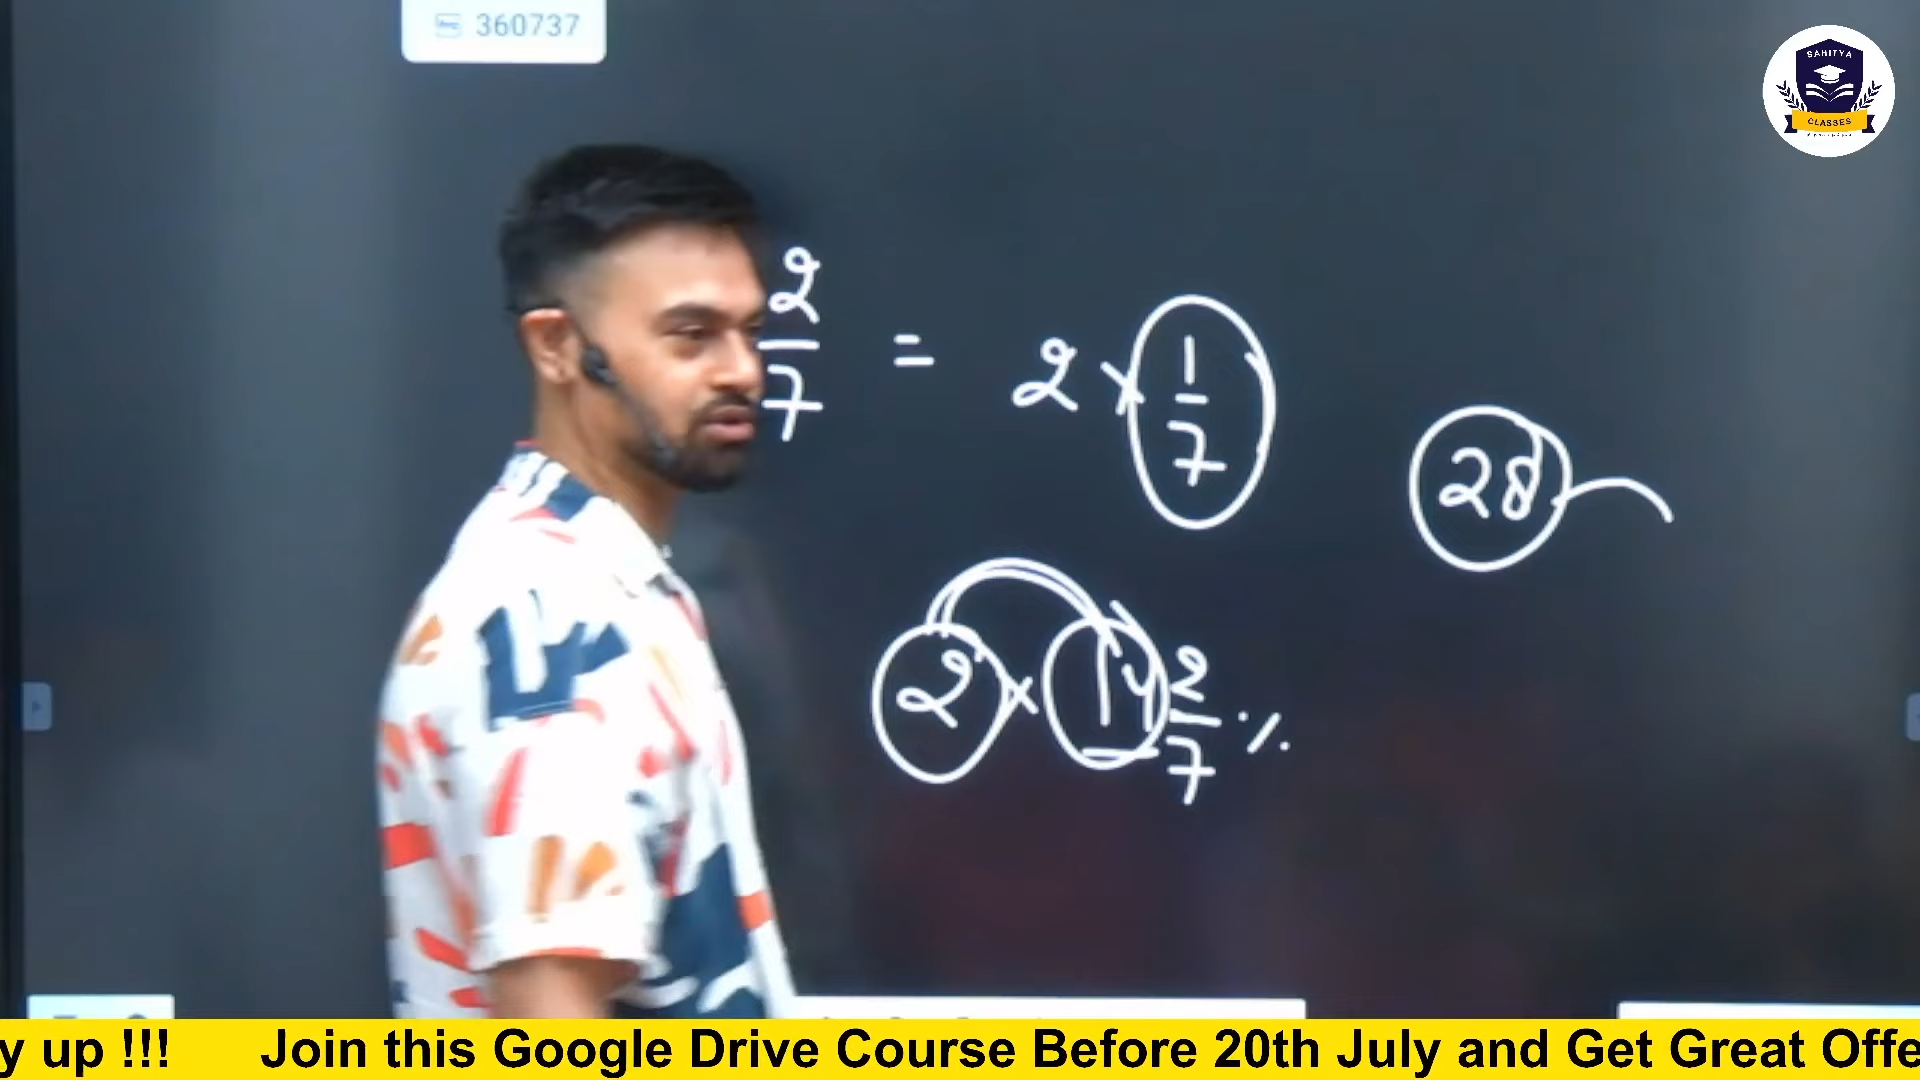 360737
SAHITYA
CLASSES
2/7 = 2 × 1/7
28
2 × 14 2/7 %
y up !!! Join this Google Drive Course Before 20th July and Get Great Offe